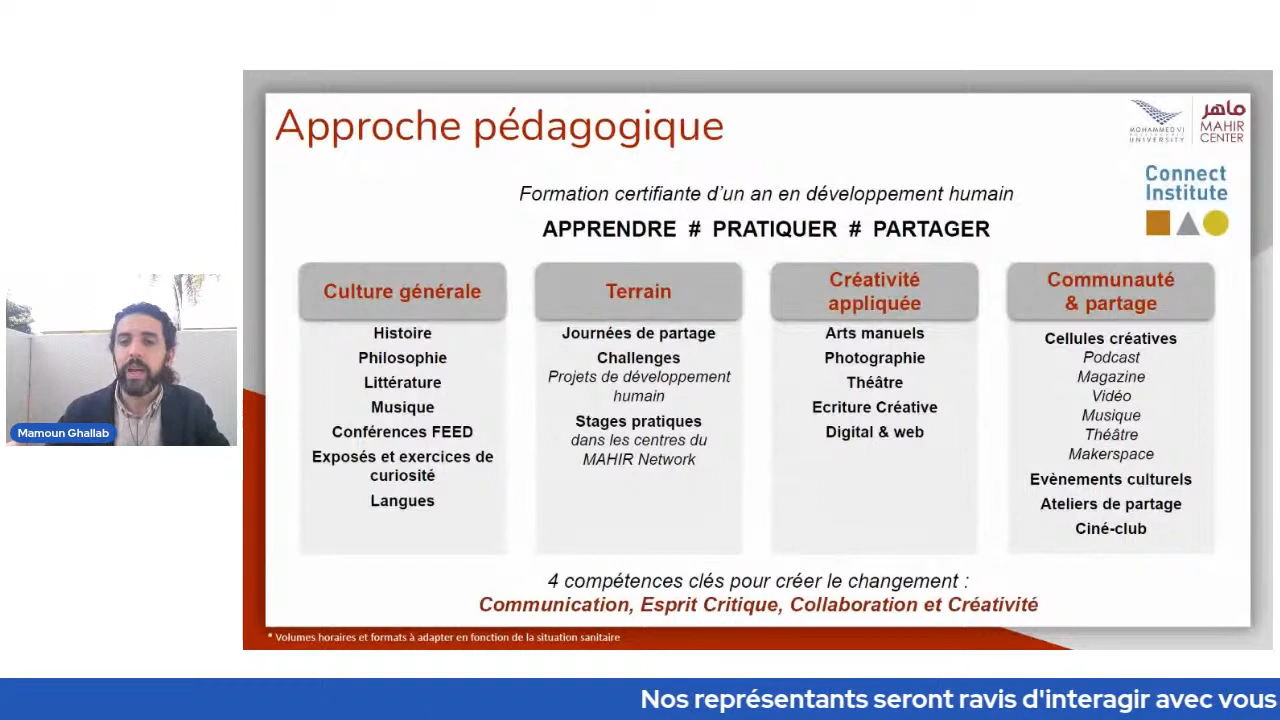 Approche pédagogique
MOHAMMED VI
POLYTECHNIC
UNIVERSITY
ماهر
MAHIR
CENTER
Connect
Institute
Formation certifiante d'un an en développement humain
APPRENDRE # PRATIQUER # PARTAGER
Culture générale
Histoire
Philosophie
Littérature
Musique
Conférences FEED
Exposés et exercices de
curiosité
Langues
Terrain
Journées de partage
Challenges
Projets de développement
humain
Stages pratiques
dans les centres du
MAHIR Network
Créativité
appliquée
Arts manuels
Photographie
Théâtre
Ecriture Créative
Digital & web
Communauté
& partage
Cellules créatives
Podcast
Magazine
Vidéo
Musique
Théâtre
Makerspace
Evènements culturels
Ateliers de partage
Ciné-club
4 compétences clés pour créer le changement :
Communication, Esprit Critique, Collaboration et Créativité
* Volumes horaires et formats à adapter en fonction de la situation sanitaire
Mamoun Ghallab
Nos représentants seront ravis d'interagir avec vous